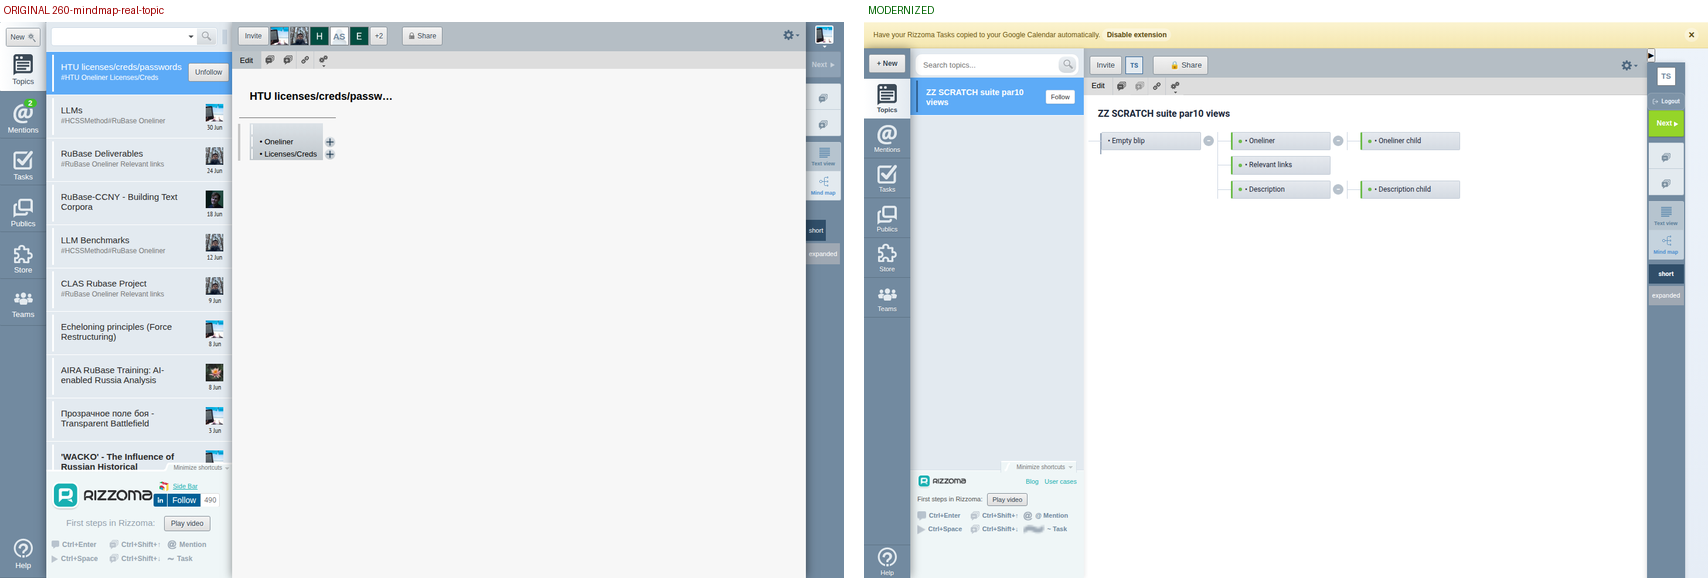 ORIGINAL 260-mindmap-real-topic
New
Topics
2
Mentions
Tasks
Publics
Store
Teams
Help
HTU licenses/creds/passwords
#HTU Oneliner Licenses/Creds
Unfollow
LLMs
#HCSSMethod#RuBase Oneliner
30 Jun
RuBase Deliverables
#RuBase Oneliner Relevant links
24 Jun
RuBase-CCNY - Building Text
Corpora
18 Jun
LLM Benchmarks
#HCSSMethod#RuBase Oneliner
12 Jun
CLAS Rubase Project
#RuBase Oneliner Relevant links
9 Jun
Echeloning principles (Force
Restructuring)
8 Jun
AIRA RuBase Training: AI-
enabled Russia Analysis
8 Jun
Прозрачное поле боя -
Transparent Battlefield
3 Jun
'WACKO' - The Influence of
Russian Historical
Minimize shortcuts
RIZZOMA
Side Bar
in Follow 490
First steps in Rizzoma: Play video
Ctrl+Enter Ctrl+Shift+↑ @ Mention
Ctrl+Space Ctrl+Shift+↓ ~ Task
Invite H AS E +2 Share
Edit
HTU licenses/creds/passw...
• Oneliner
• Licenses/Creds
Next
Text view
Mind map
short
expanded
MODERNIZED
Have your Rizzoma Tasks copied to your Google Calendar automatically. Disable extension ×
+ New
Topics
Mentions
Tasks
Publics
Store
Teams
Help
Search topics...
ZZ SCRATCH suite par10
views
Follow
Minimize shortcuts
RIZZOMA
Blog User cases
First steps in Rizzoma: Play video
Ctrl+Enter Ctrl+Shift+↑ @ @ Mention
Ctrl+Space Ctrl+Shift+↓ ~ Task
Invite TS Share
Edit
ZZ SCRATCH suite par10 views
• Empty blip
• Oneliner
• Oneliner child
• Relevant links
• Description
• Description child
TS
Logout
Next
Text view
Mind map
short
expanded